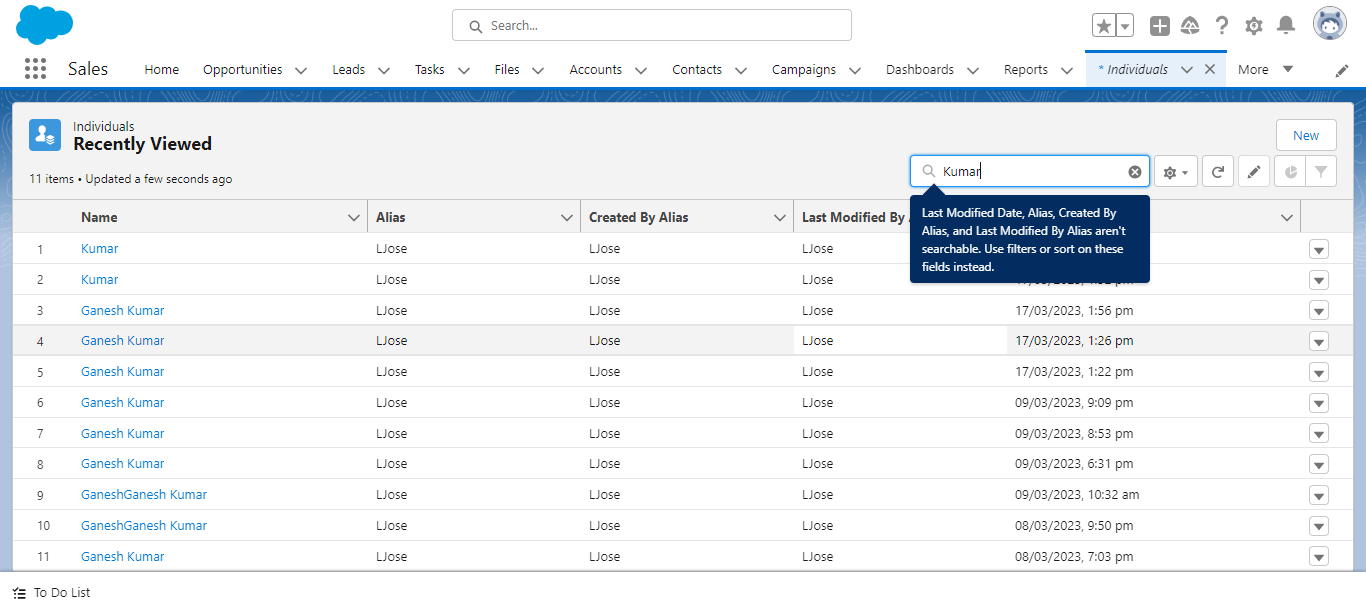 Search...
Sales Home Opportunities Leads Tasks Files Accounts Contacts Campaigns Dashboards Reports * Individuals More
Individuals
Recently Viewed
New
11 items • Updated a few seconds ago
Kumar
Name Alias Created By Alias Last Modified By
Last Modified Date, Alias, Created By
Alias, and Last Modified By Alias aren't
searchable. Use filters or sort on these
fields instead.
1 Kumar LJose LJose LJose
2 Kumar LJose LJose LJose
3 Ganesh Kumar LJose LJose LJose 17/03/2023, 1:56 pm
4 Ganesh Kumar LJose LJose LJose 17/03/2023, 1:26 pm
5 Ganesh Kumar LJose LJose LJose 17/03/2023, 1:22 pm
6 Ganesh Kumar LJose LJose LJose 09/03/2023, 9:09 pm
7 Ganesh Kumar LJose LJose LJose 09/03/2023, 8:53 pm
8 Ganesh Kumar LJose LJose LJose 09/03/2023, 6:31 pm
9 GaneshGanesh Kumar LJose LJose LJose 09/03/2023, 10:32 am
10 GaneshGanesh Kumar LJose LJose LJose 08/03/2023, 9:50 pm
11 Ganesh Kumar LJose LJose LJose 08/03/2023, 7:03 pm
To Do List